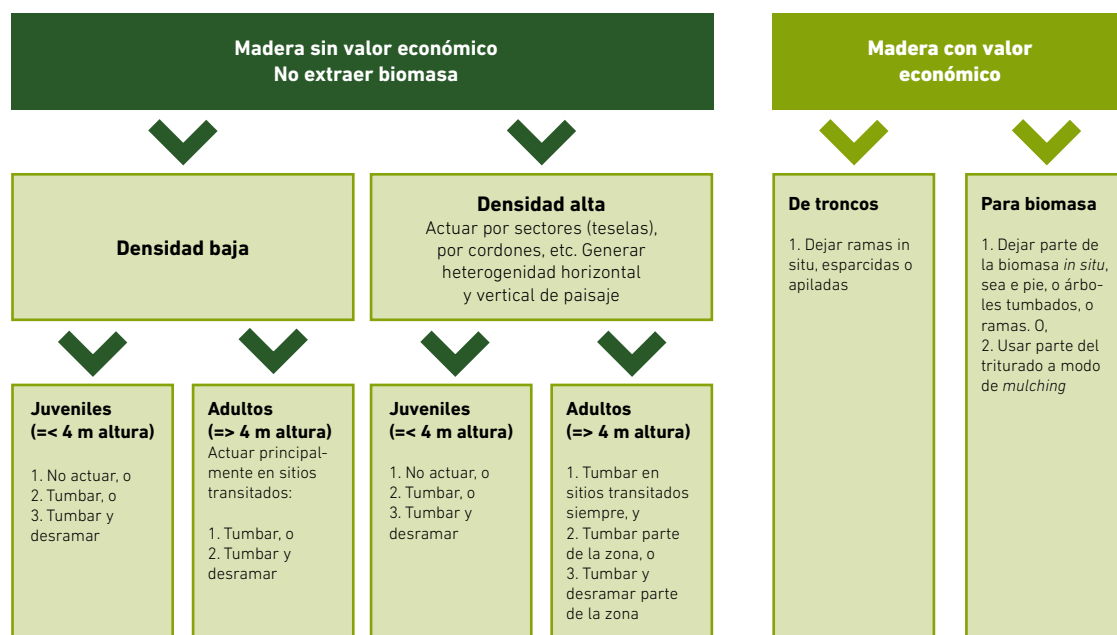 Madera sin valor económico
No extraer biomasa
Madera con valor
económico
Densidad baja
Densidad alta
Actuar por sectores (teselas),
por cordones, etc. Generar
heterogenidad horizontal
y vertical de paisaje
De troncos
1. Dejar ramas in
situ, esparcidas o
apiladas
Para biomasa
1. Dejar parte de
la biomasa in situ,
sea e pie, o árbo-
les tumbados, o
ramas. O,
2. Usar parte del
triturado a modo
de mulching
Juveniles
(=< 4 m altura)
1. No actuar, o
2. Tumbar, o
3. Tumbar y
desramar
Adultos
(=> 4 m altura)
Actuar principal-
mente en sitios
transitados:
1. Tumbar, o
2. Tumbar y
desramar
Juveniles
(=< 4 m altura)
1. No actuar, o
2. Tumbar, o
3. Tumbar y
desramar
Adultos
(=> 4 m altura)
1. Tumbar en
sitios transitados
siempre, y
2. Tumbar parte
de la zona, o
3. Tumbar y
desramar parte
de la zona